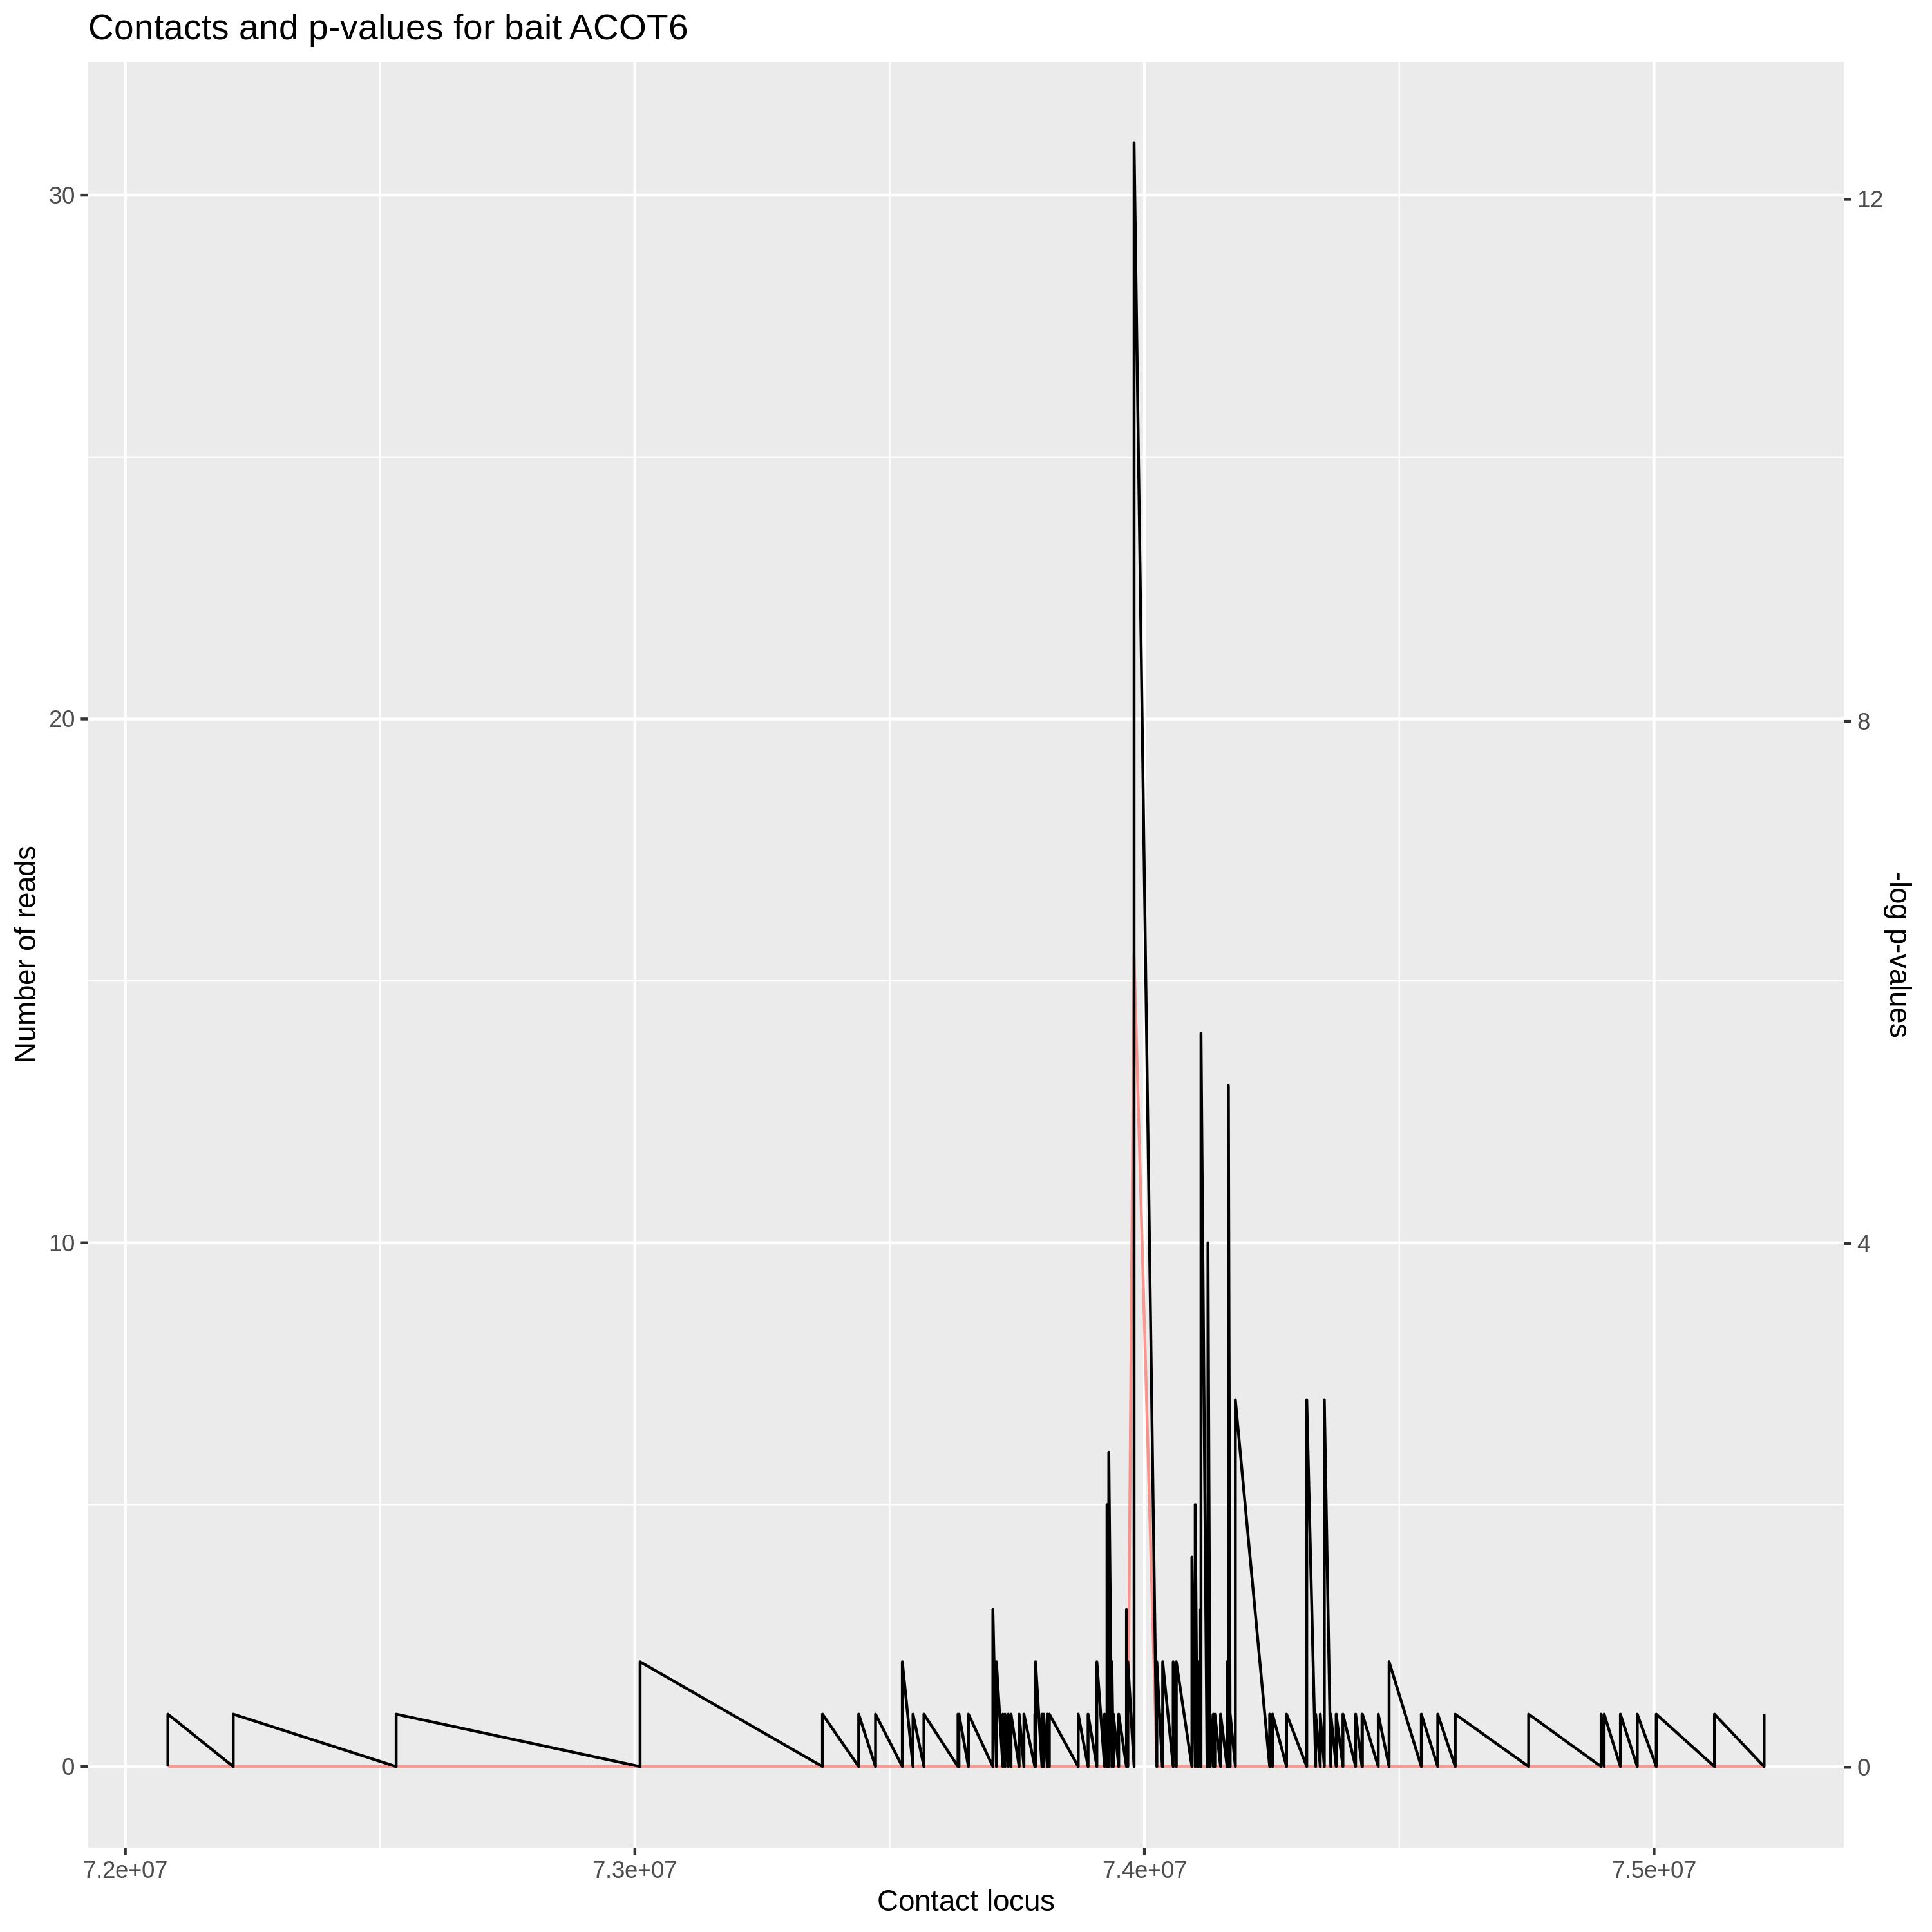 Contacts and p-values for bait ACOT6
30
20
10
0
12
8
4
0
Number of reads
-log p-values
7.2e+07
7.3e+07
7.4e+07
7.5e+07
Contact locus